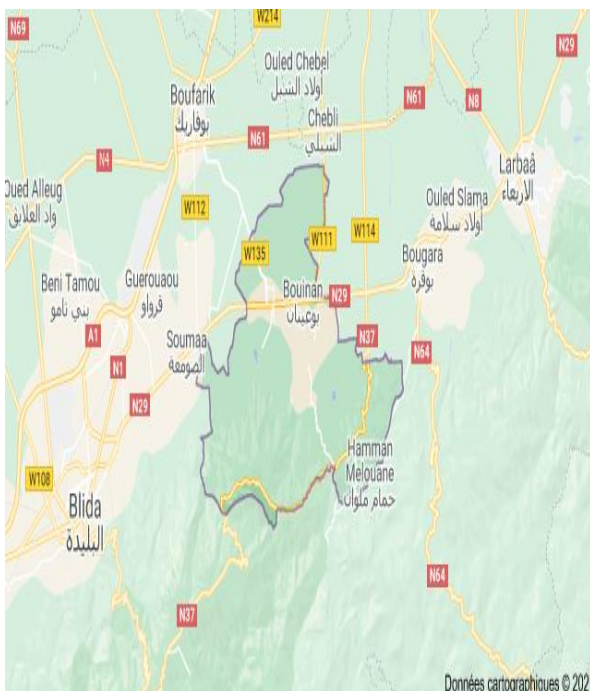 N69
W214
N29
Ouled Chebel
أولاد الشبل
Boufarik
بوفاريك
N61
N8
Chebli
الشبلي
N61
N4
Larbaâ
الأربعاء
Oued Alleug
واد العلايق
W112
Ouled Slama
أولاد سلامة
W111
W114
W135
Bougara
بوقرة
Beni Tamou
بني تامو
Guerouaou
قرواو
Bouinan
بوعينان
N29
A1
Soumaa
الصومعة
N37
N1
N64
N29
Hamman
Melouane
حمام ملوان
W108
Blida
البليدة
N64
N37
Données cartographiques © 202